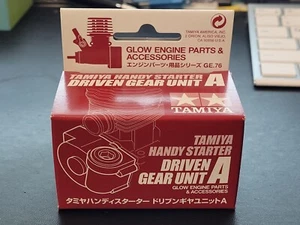 TAMIYA AMERICA, INC.
GLOW ENGINE PARTS &
ACCESSORIES
エンジンパーツ・用品シリーズ GE.76
TAMIYA HANDY STARTER
DRIVEN GEAR UNIT A
TAMIYA
TAMIYA
HANDY STARTER
DRIVEN
GEAR UNIT A
GLOW ENGINE PARTS
& ACCESSORIES
タミヤハンディスターター ドリブンギヤユニットA